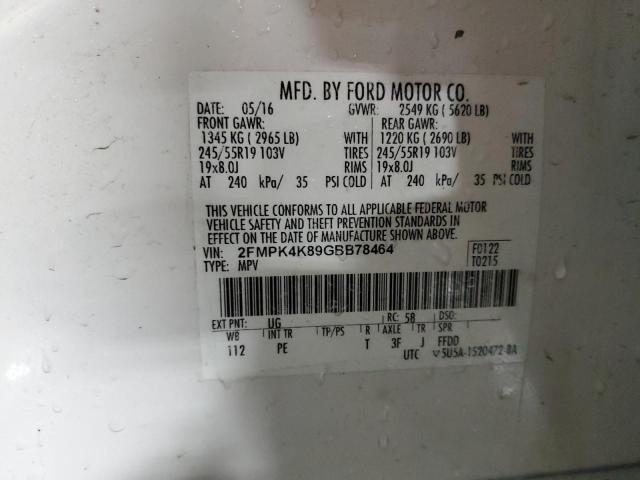 MFD. BY FORD MOTOR CO.
DATE: 05/16 GVWR: 2549 KG ( 5620 LB)
FRONT GAWR: REAR GAWR:
1345 KG ( 2965 LB) WITH 1220 KG ( 2690 LB) WITH
245/55R19 103V TIRES 245/55R19 103V TIRES
19x8.0J RIMS 19x8.0J RIMS
AT 240 kPa/ 35 PSI COLD AT 240 kPa/ 35 PSI COLD
THIS VEHICLE CONFORMS TO ALL APPLICABLE FEDERAL MOTOR
VEHICLE SAFETY AND THEFT PREVENTION STANDARDS IN
EFFECT ON THE DATE OF MANUFACTURE SHOWN ABOVE.
VIN: 2FMPK4K89GBB78464 F0122
TYPE: MPV T0215
EXT PNT: UG RC: 58 DSO:
WB INT TR TP/PS R AXLE TR SPR
112 PE T 3F J FFDD
UTC 5U5A-1520472-BA